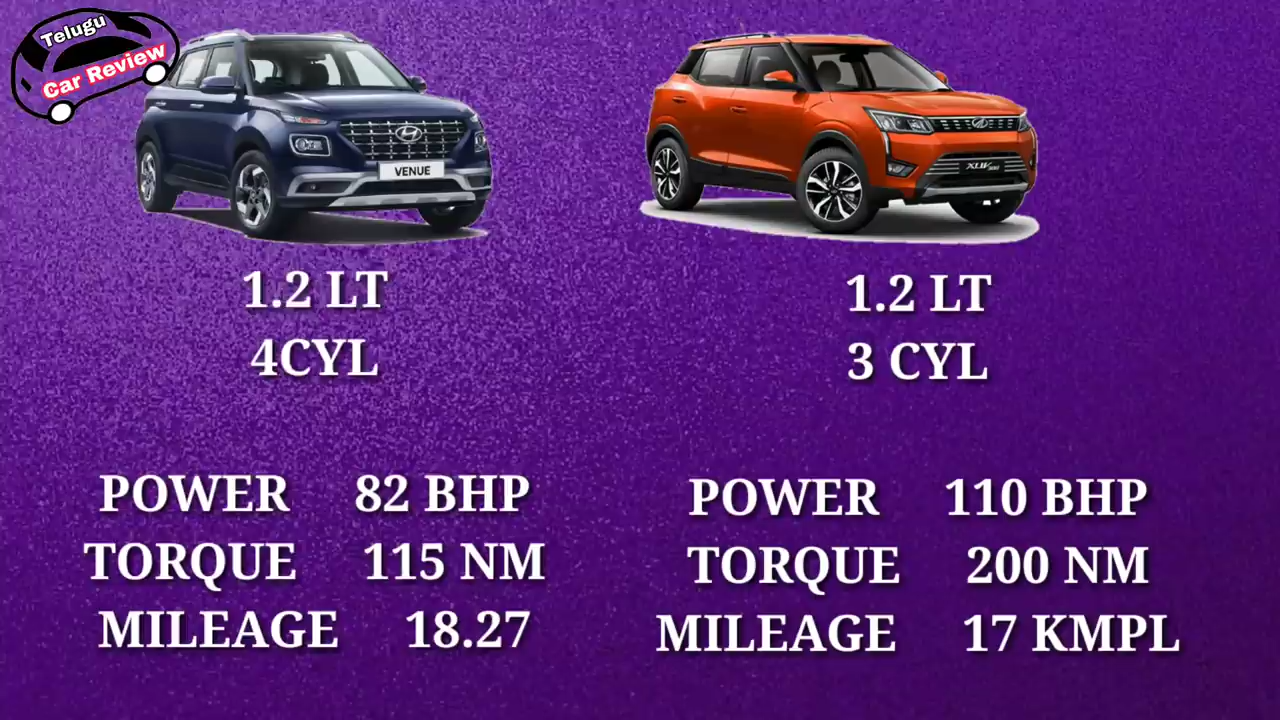 Telugu
Car Review
VENUE
XUV300
1.2 LT
4CYL
1.2 LT
3 CYL
POWER 82 BHP
TORQUE 115 NM
MILEAGE 18.27
POWER 110 BHP
TORQUE 200 NM
MILEAGE 17 KMPL